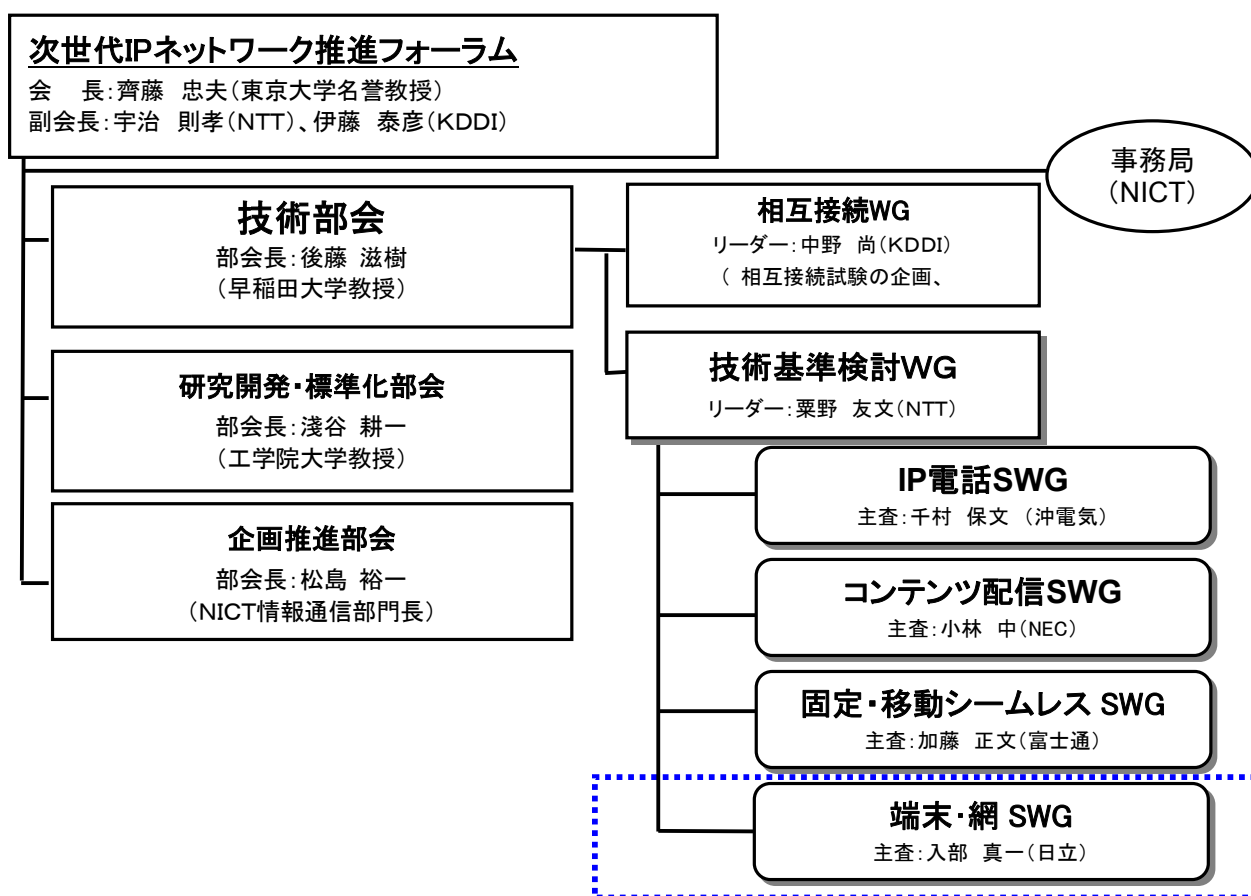 次世代IPネットワーク推進フォーラム
会　長:齊藤　忠夫(東京大学名誉教授)
副会長:宇治　則孝(NTT)、伊藤　泰彦(KDDI)
事務局
(NICT)
技術部会
部会長:後藤　滋樹
(早稲田大学教授)
研究開発・標準化部会
部会長:淺谷　耕一
(工学院大学教授)
企画推進部会
部会長:松島　裕一
(NICT情報通信部門長)
相互接続WG
リーダー:中野　尚(KDDI)
( 相互接続試験の企画、
技術基準検討WG
リーダー:粟野　友文(NTT)
IP電話SWG
主査:千村　保文 (沖電気)
コンテンツ配信SWG
主査:小林　中(NEC)
固定・移動シームレス SWG
主査:加藤　正文(富士通)
端末・網 SWG
主査:入部　真一(日立)